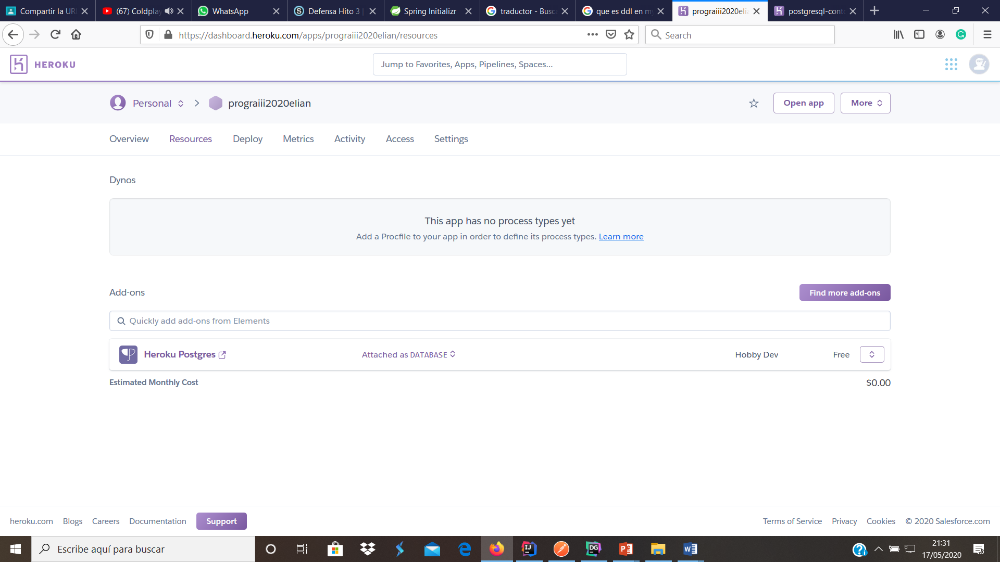 Compartir la UR
(67) Coldplay
WhatsApp
Defensa Hito 3 |
Spring Initializr
traductor - Busca
que es ddl en my
prograiii2020elia
postgresql-conto
https://dashboard.heroku.com/apps/prograiii2020elian/resources
Search
HEROKU
Jump to Favorites, Apps, Pipelines, Spaces...
Personal
prograiii2020elian
Open app
More
Overview
Resources
Deploy
Metrics
Activity
Access
Settings
Dynos
This app has no process types yet
Add a Procfile to your app in order to define its process types. Learn more
Add-ons
Find more add-ons
Quickly add add-ons from Elements
Heroku Postgres
Attached as DATABASE
Hobby Dev
Free
Estimated Monthly Cost
$0.00
heroku.com
Blogs
Careers
Documentation
Support
Terms of Service
Privacy
Cookies
© 2020 Salesforce.com
Escribe aquí para buscar
21:31
17/05/2020